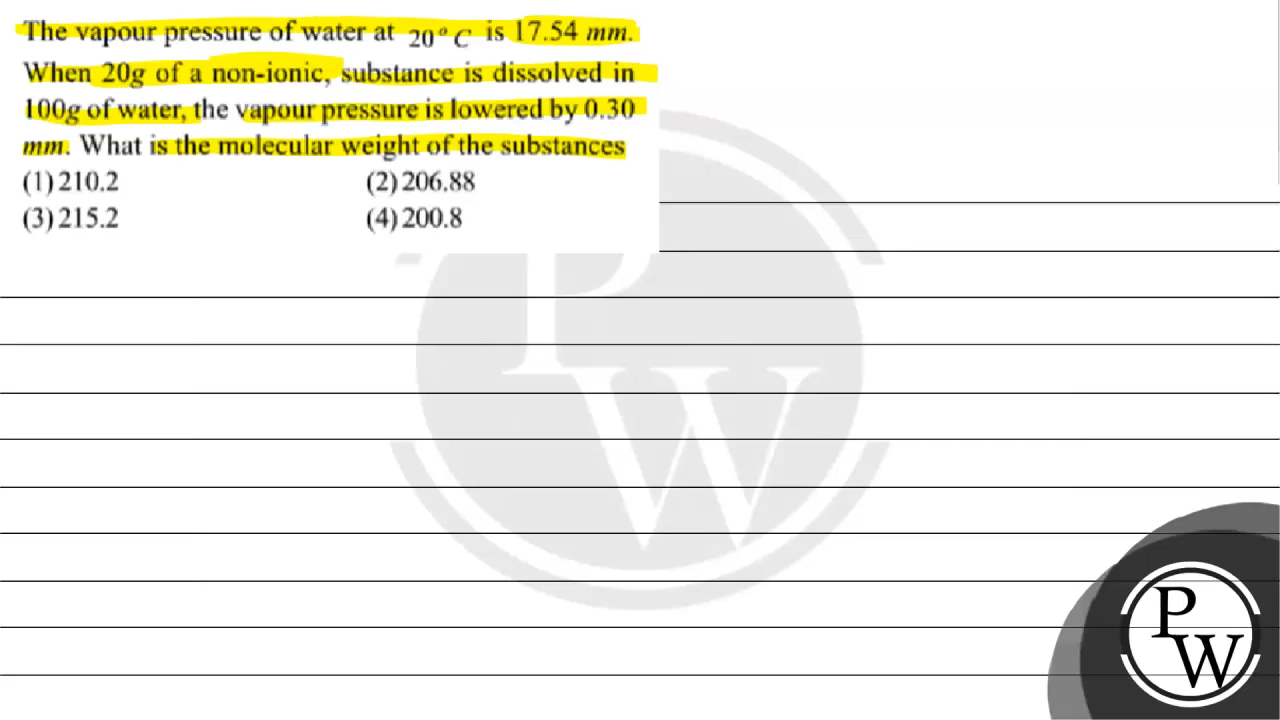 The vapour pressure of water at 20°C is 17.54 mm.
When 20g of a non-ionic, substance is dissolved in
100g of water, the vapour pressure is lowered by 0.30
mm. What is the molecular weight of the substances
(1) 210.2 (2) 206.88
(3) 215.2 (4) 200.8
P
W
P
W